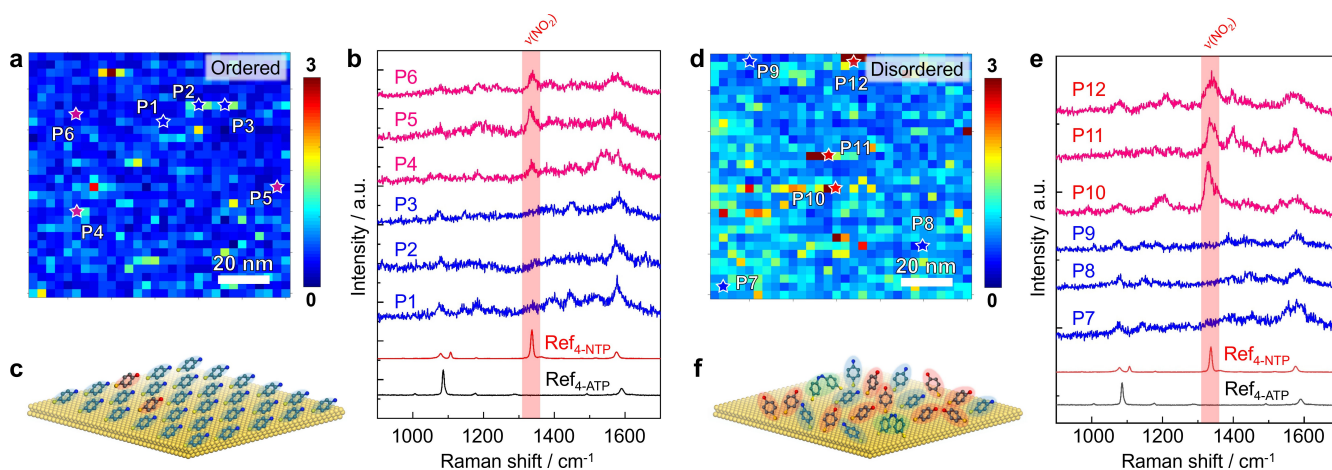 a
Ordered
3
P2
P1
P3
P6
P5
P4
20 nm
0
b
ν(NO₂)
P6
P5
P4
P3
P2
P1
Ref4-NTP
Ref4-ATP
Intensity / a.u.
1000 1200 1400 1600
Raman shift / cm⁻¹
c
d
Disordered
3
P9
P12
P11
P10
P8
20 nm
P7
0
e
ν(NO₂)
P12
P11
P10
P9
P8
P7
Ref4-NTP
Ref4-ATP
Intensity / a.u.
1000 1200 1400 1600
Raman shift / cm⁻¹
f